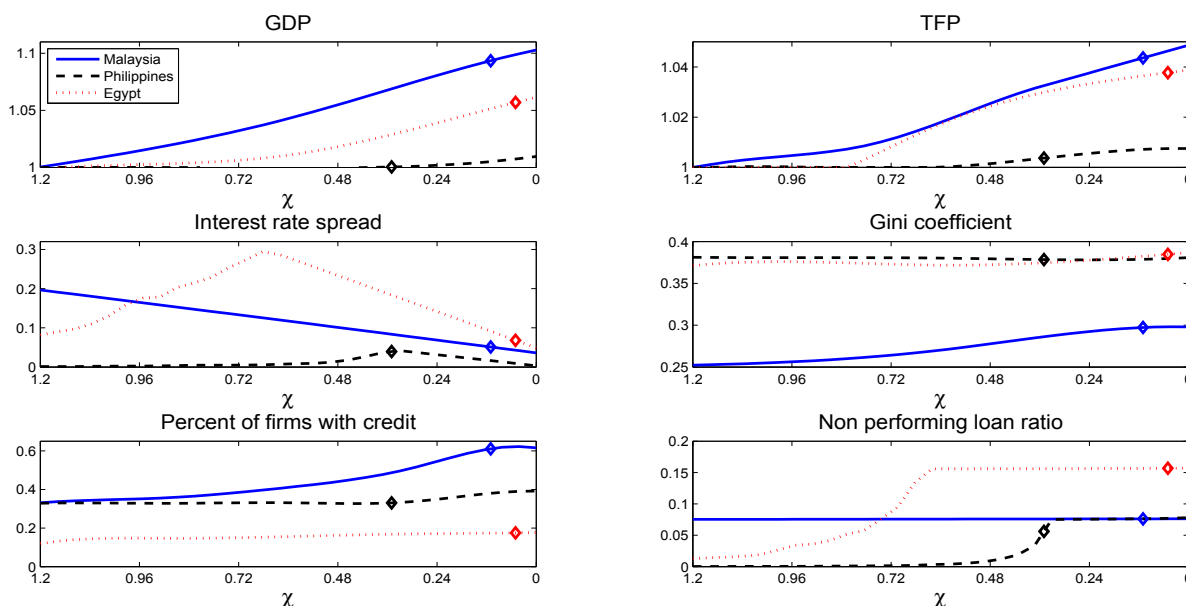 GDP
1.1
1.05
1
1.2 0.96 0.72 0.48 0.24 0
χ
Malaysia
Philippines
Egypt
TFP
1.04
1.02
1
1.2 0.96 0.72 0.48 0.24 0
χ
Interest rate spread
0.3
0.2
0.1
0
1.2 0.96 0.72 0.48 0.24 0
χ
Gini coefficient
0.4
0.35
0.3
0.25
1.2 0.96 0.72 0.48 0.24 0
χ
Percent of firms with credit
0.6
0.4
0.2
0
1.2 0.96 0.72 0.48 0.24 0
χ
Non performing loan ratio
0.2
0.15
0.1
0.05
0
1.2 0.96 0.72 0.48 0.24 0
χ